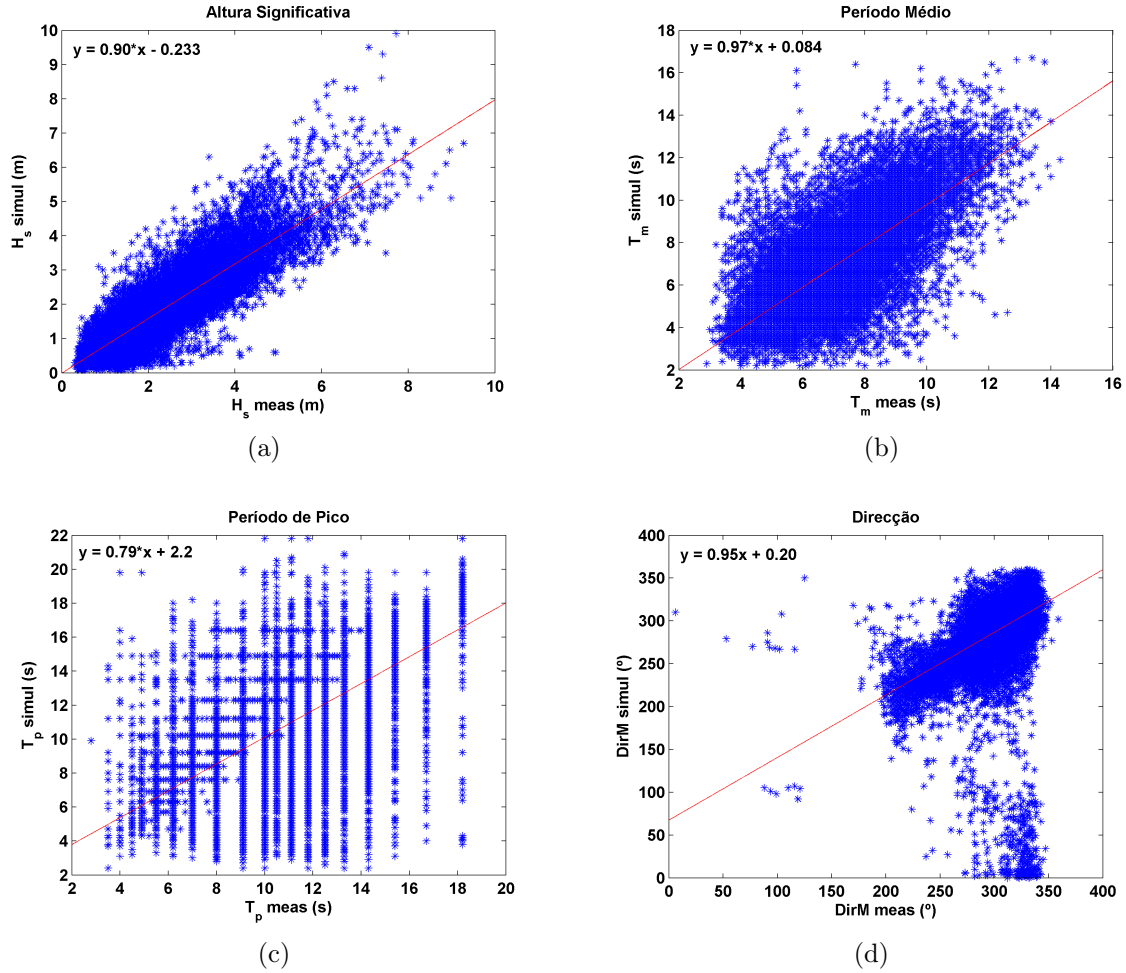 Altura Significativa
y = 0.90*x - 0.233
10
9
8
7
6
5
4
3
2
1
0
0 2 4 6 8 10
H_s simul (m)
H_s meas (m)
(a)
Período Médio
y = 0.97*x + 0.084
18
16
14
12
10
8
6
4
2
2 4 6 8 10 12 14 16
T_m simul (s)
T_m meas (s)
(b)
Período de Pico
y = 0.79*x + 2.2
22
20
18
16
14
12
10
8
6
4
2
2 4 6 8 10 12 14 16 18 20
T_p simul (s)
T_p meas (s)
(c)
Direcção
y = 0.95x + 0.20
400
350
300
250
200
150
100
50
0
0 50 100 150 200 250 300 350 400
DirM simul (º)
DirM meas (º)
(d)